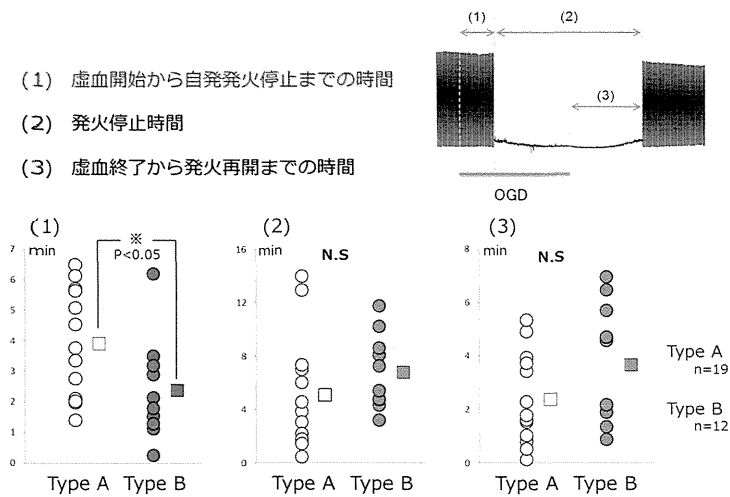 (1)
(2)
(3)
(1) 虚血開始から自発発火停止までの時間
(2) 発火停止時間
(3) 虚血終了から発火再開までの時間
OGD
(1)
(2)
(3)
7
min
6
5
4
3
2
1
0
※
P<0.05
Type A
Type B
16
min
12
8
4
0
N.S
Type A
Type B
8
min
6
4
2
0
N.S
Type A
Type B
Type A
n=19
Type B
n=12